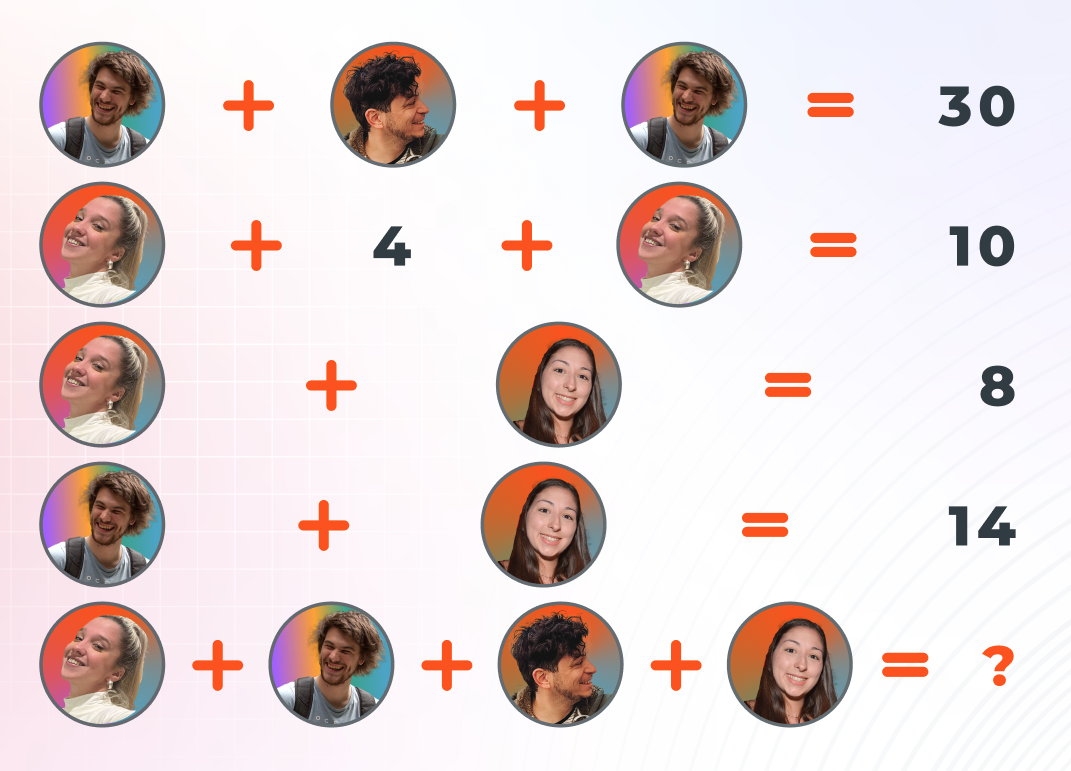 + + = 30
+ 4 + = 10
+ = 8
+ = 14
+ + + = ?